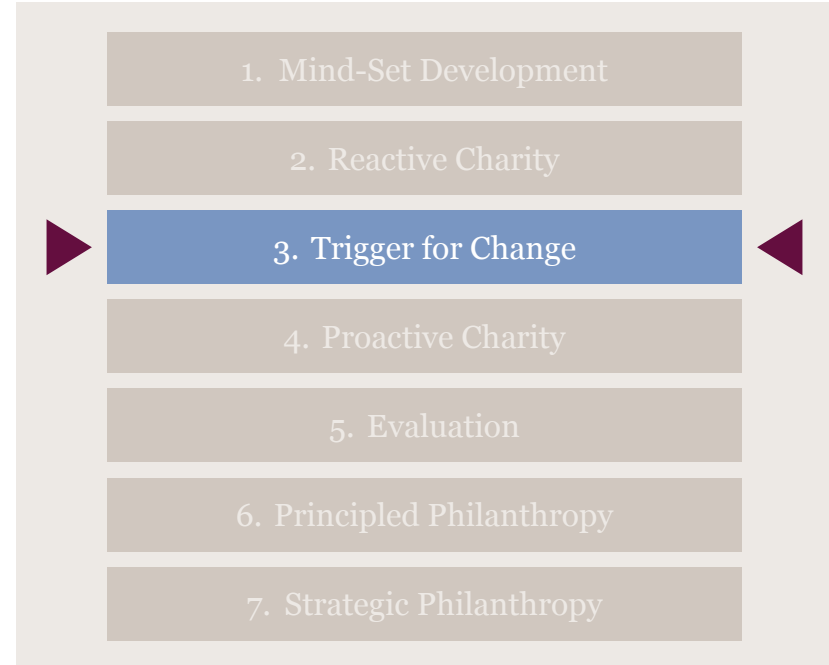 1. Mind-Set Development
2. Reactive Charity
3. Trigger for Change
4. Proactive Charity
5. Evaluation
6. Principled Philanthropy
7. Strategic Philanthropy